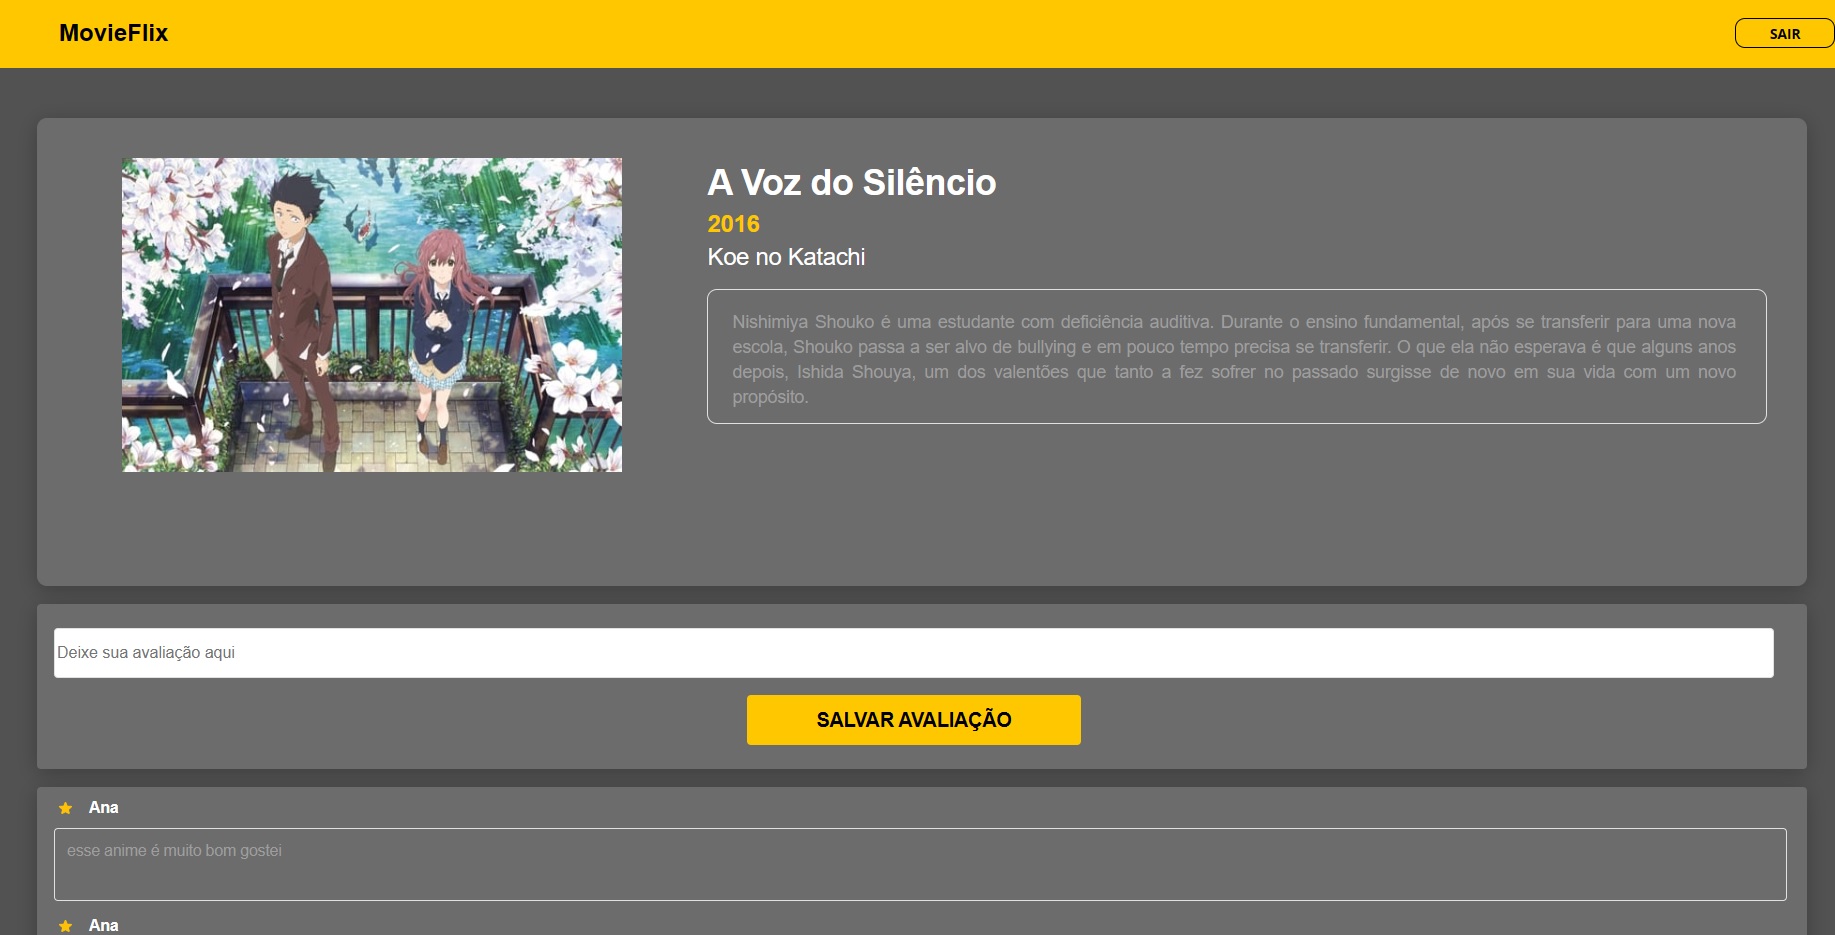 MovieFlix
SAIR
A Voz do Silêncio
2016
Koe no Katachi
Nishimiya Shouko é uma estudante com deficiência auditiva. Durante o ensino fundamental, após se transferir para uma nova
escola, Shouko passa a ser alvo de bullying e em pouco tempo precisa se transferir. O que ela não esperava é que alguns anos
depois, Ishida Shouya, um dos valentões que tanto a fez sofrer no passado surgisse de novo em sua vida com um novo
propósito.
Deixe sua avaliação aqui
SALVAR AVALIAÇÃO
Ana
esse anime é muito bom gostei
Ana